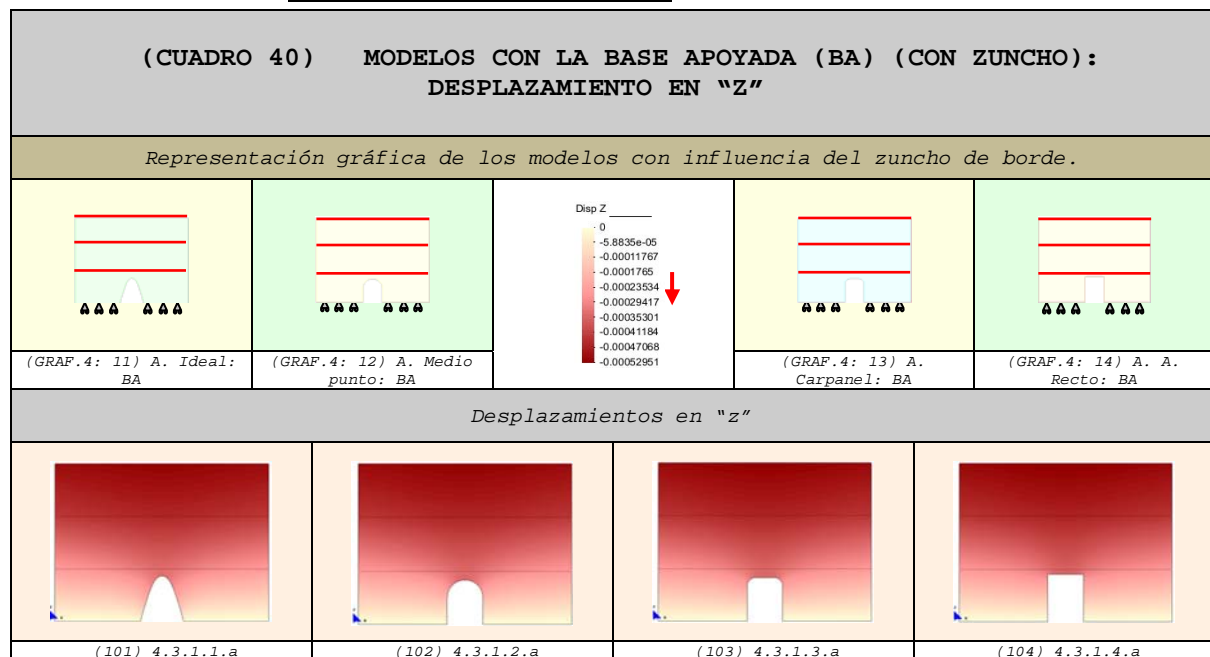 (CUADRO 40) MODELOS CON LA BASE APOYADA (BA) (CON ZUNCHO):
DESPLAZAMIENTO EN “Z”
Representación gráfica de los modelos con influencia del zuncho de borde.
Disp Z
0
-5.8835e-05
-0.00011767
-0.0001765
-0.00023534
-0.00029417
-0.00035301
-0.00041184
-0.00047068
-0.00052951
(GRAF.4: 11) A. Ideal:
BA
(GRAF.4: 12) A. Medio
punto: BA
(GRAF.4: 13) A.
Carpanel: BA
(GRAF.4: 14) A. A.
Recto: BA
Desplazamientos en “z”
(101) 4.3.1.1.a
(102) 4.3.1.2.a
(103) 4.3.1.3.a
(104) 4.3.1.4.a